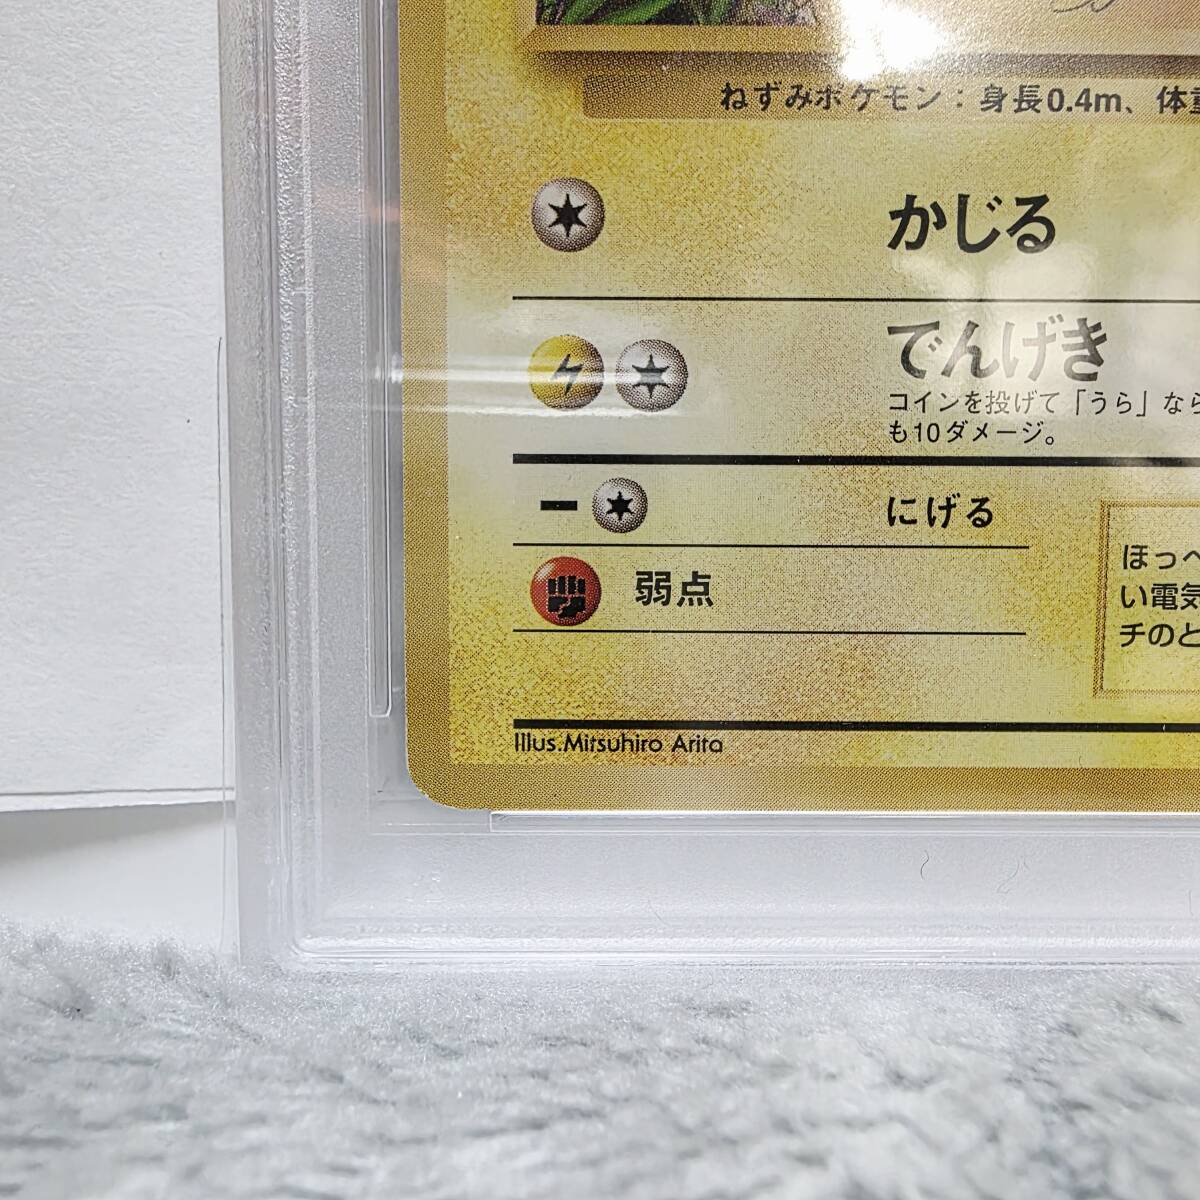 ねずみポケモン：身長0.4m、体重
かじる
でんげき
コインを投げて「うら」なら
も10ダメージ。
にげる
弱点
ほっぺ
い電気
チのと
Illus.Mitsuhiro Arita